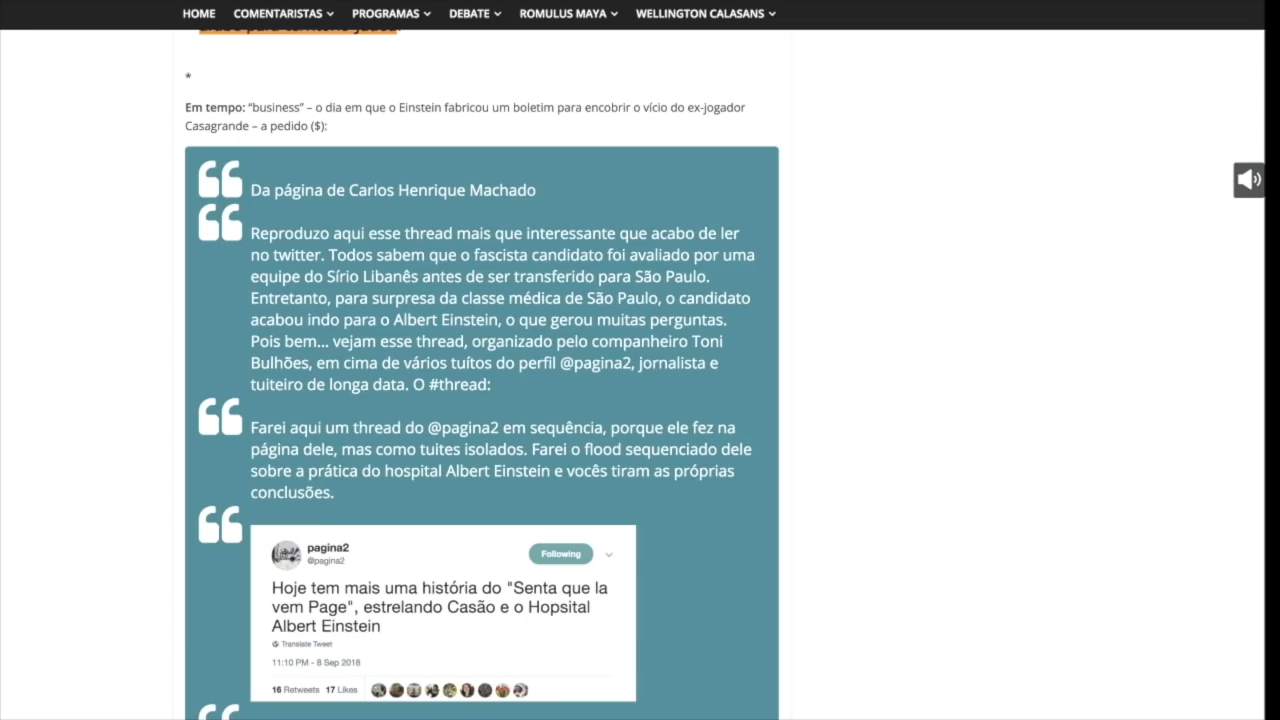 HOME COMENTARISTAS PROGRAMAS DEBATE ROMULUS MAYA WELLINGTON CALASANS
*
Em tempo: “business” – o dia em que o Einstein fabricou um boletim para encobrir o vício do ex-jogador
Casagrande – a pedido ($):
Da página de Carlos Henrique Machado
Reproduzo aqui esse thread mais que interessante que acabo de ler
no twitter. Todos sabem que o fascista candidato foi avaliado por uma
equipe do Sírio Libanês antes de ser transferido para São Paulo.
Entretanto, para surpresa da classe médica de São Paulo, o candidato
acabou indo para o Albert Einstein, o que gerou muitas perguntas.
Pois bem... vejam esse thread, organizado pelo companheiro Toni
Bulhões, em cima de vários tuítos do perfil @pagina2, jornalista e
tuiteiro de longa data. O #thread:
Farei aqui um thread do @pagina2 em sequência, porque ele fez na
página dele, mas como tuites isolados. Farei o flood sequenciado dele
sobre a prática do hospital Albert Einstein e vocês tiram as próprias
conclusões.
pagina2
@pagina2
Following
Hoje tem mais uma história do "Senta que la
vem Page", estrelando Casão e o Hopsital
Albert Einstein
Translate Tweet
11:10 PM - 8 Sep 2018
16 Retweets 17 Likes